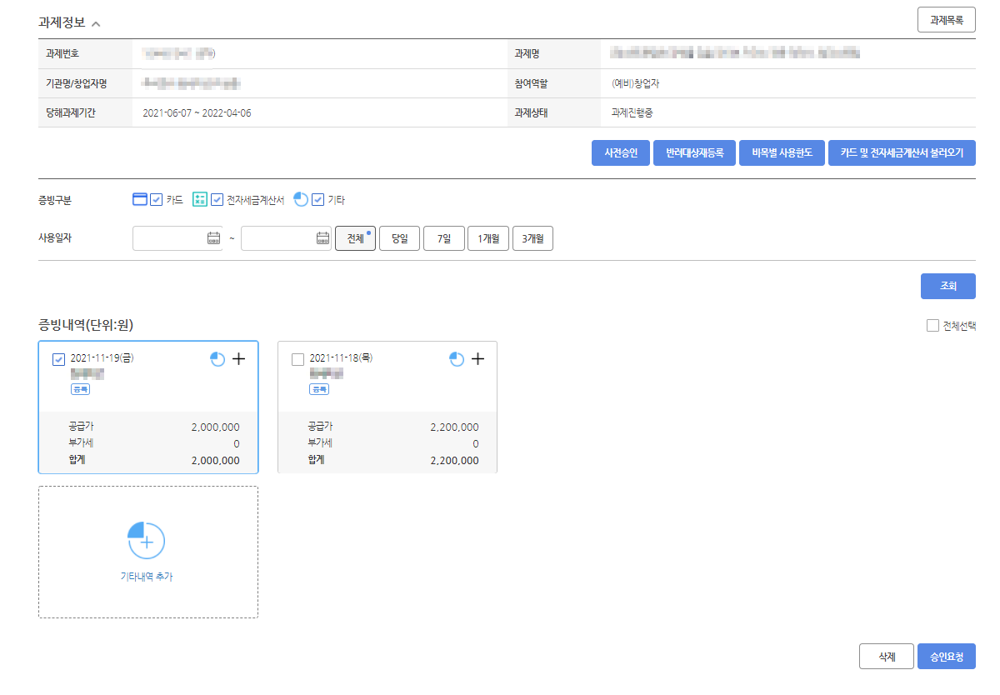 과제정보
과제목록
과제번호
과제명
기관명/창업자명
참여역할 (예비)창업자
당해과제기간 2021-06-07 ~ 2022-04-06
과제상태 과제진행중
사전승인 반려대상재등록 비목별 사용한도 카드 및 전자세금계산서 불러오기
증빙구분 카드 전자세금계산서 기타
사용일자 ~ 전체 당일 7일 1개월 3개월
조회
증빙내역(단위:원)
전체선택
2021-11-19(금)
등록
공급가 2,000,000
부가세 0
합계 2,000,000
2021-11-18(목)
등록
공급가 2,200,000
부가세 0
합계 2,200,000
기타내역 추가
삭제 승인요청